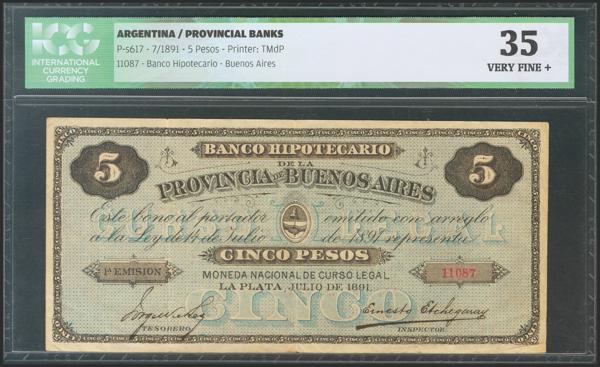 ICG
INTERNATIONAL
CURRENCY
GRADING
ARGENTINA / PROVINCIAL BANKS
P-s617 - 7/1891 - 5 Pesos - Printer: TMdP
11087 - Banco Hipotecario - Buenos Aires
35
VERY FINE +
5
BANCO HIPOTECARIO
5
DE LA
PROVINCIA DE BUENOS AIRES
Este bono al portador emitido con arreglo
a la Ley de 14 de Julio de 1891 representa
CINCO PESOS
1ª EMISION
MONEDA NACIONAL DE CURSO LEGAL
11087
LA PLATA, JULIO DE 1891.
CINCO
Ernesto Etchegaray
TESORERO
INSPECTOR